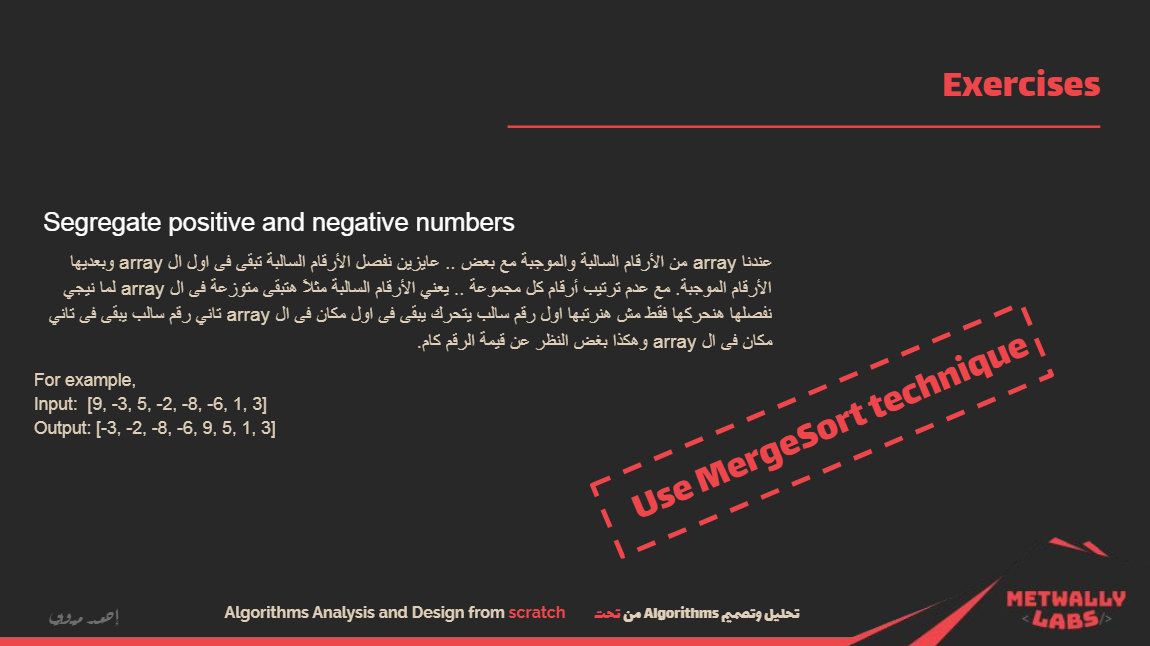 Exercises
Segregate positive and negative numbers
عندنا array من الأرقام السالبة والموجبة مع بعض .. عايزين نفصل الأرقام السالبة تبقى فى اول ال array وبعديها
الأرقام الموجبة. مع عدم ترتيب أرقام كل مجموعة .. يعني الأرقام السالبة مثلاً هتبقى متوزعة فى ال array لما نيجي
نفصلها هنحركها فقط مش هنرتبها اول رقم سالب يتحرك يبقى فى اول مكان فى ال array تاني رقم سالب يبقى فى تاني
مكان فى ال array وهكذا بغض النظر عن قيمة الرقم كام.
For example,
Input: [9, -3, 5, -2, -8, -6, 1, 3]
Output: [-3, -2, -8, -6, 9, 5, 1, 3]
Use MergeSort technique
Algorithms Analysis and Design from scratch
تحليل وتصميم Algorithms من تحت
METWALLY
<LABS/>